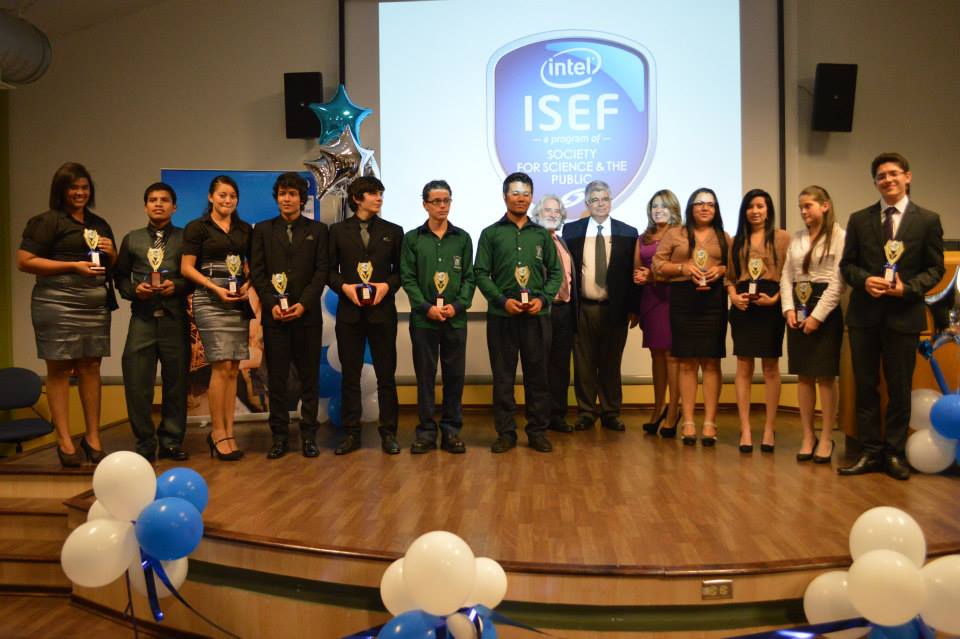 intel
ISEF
— a program of —
SOCIETY
FOR SCIENCE & THE
PUBLIC